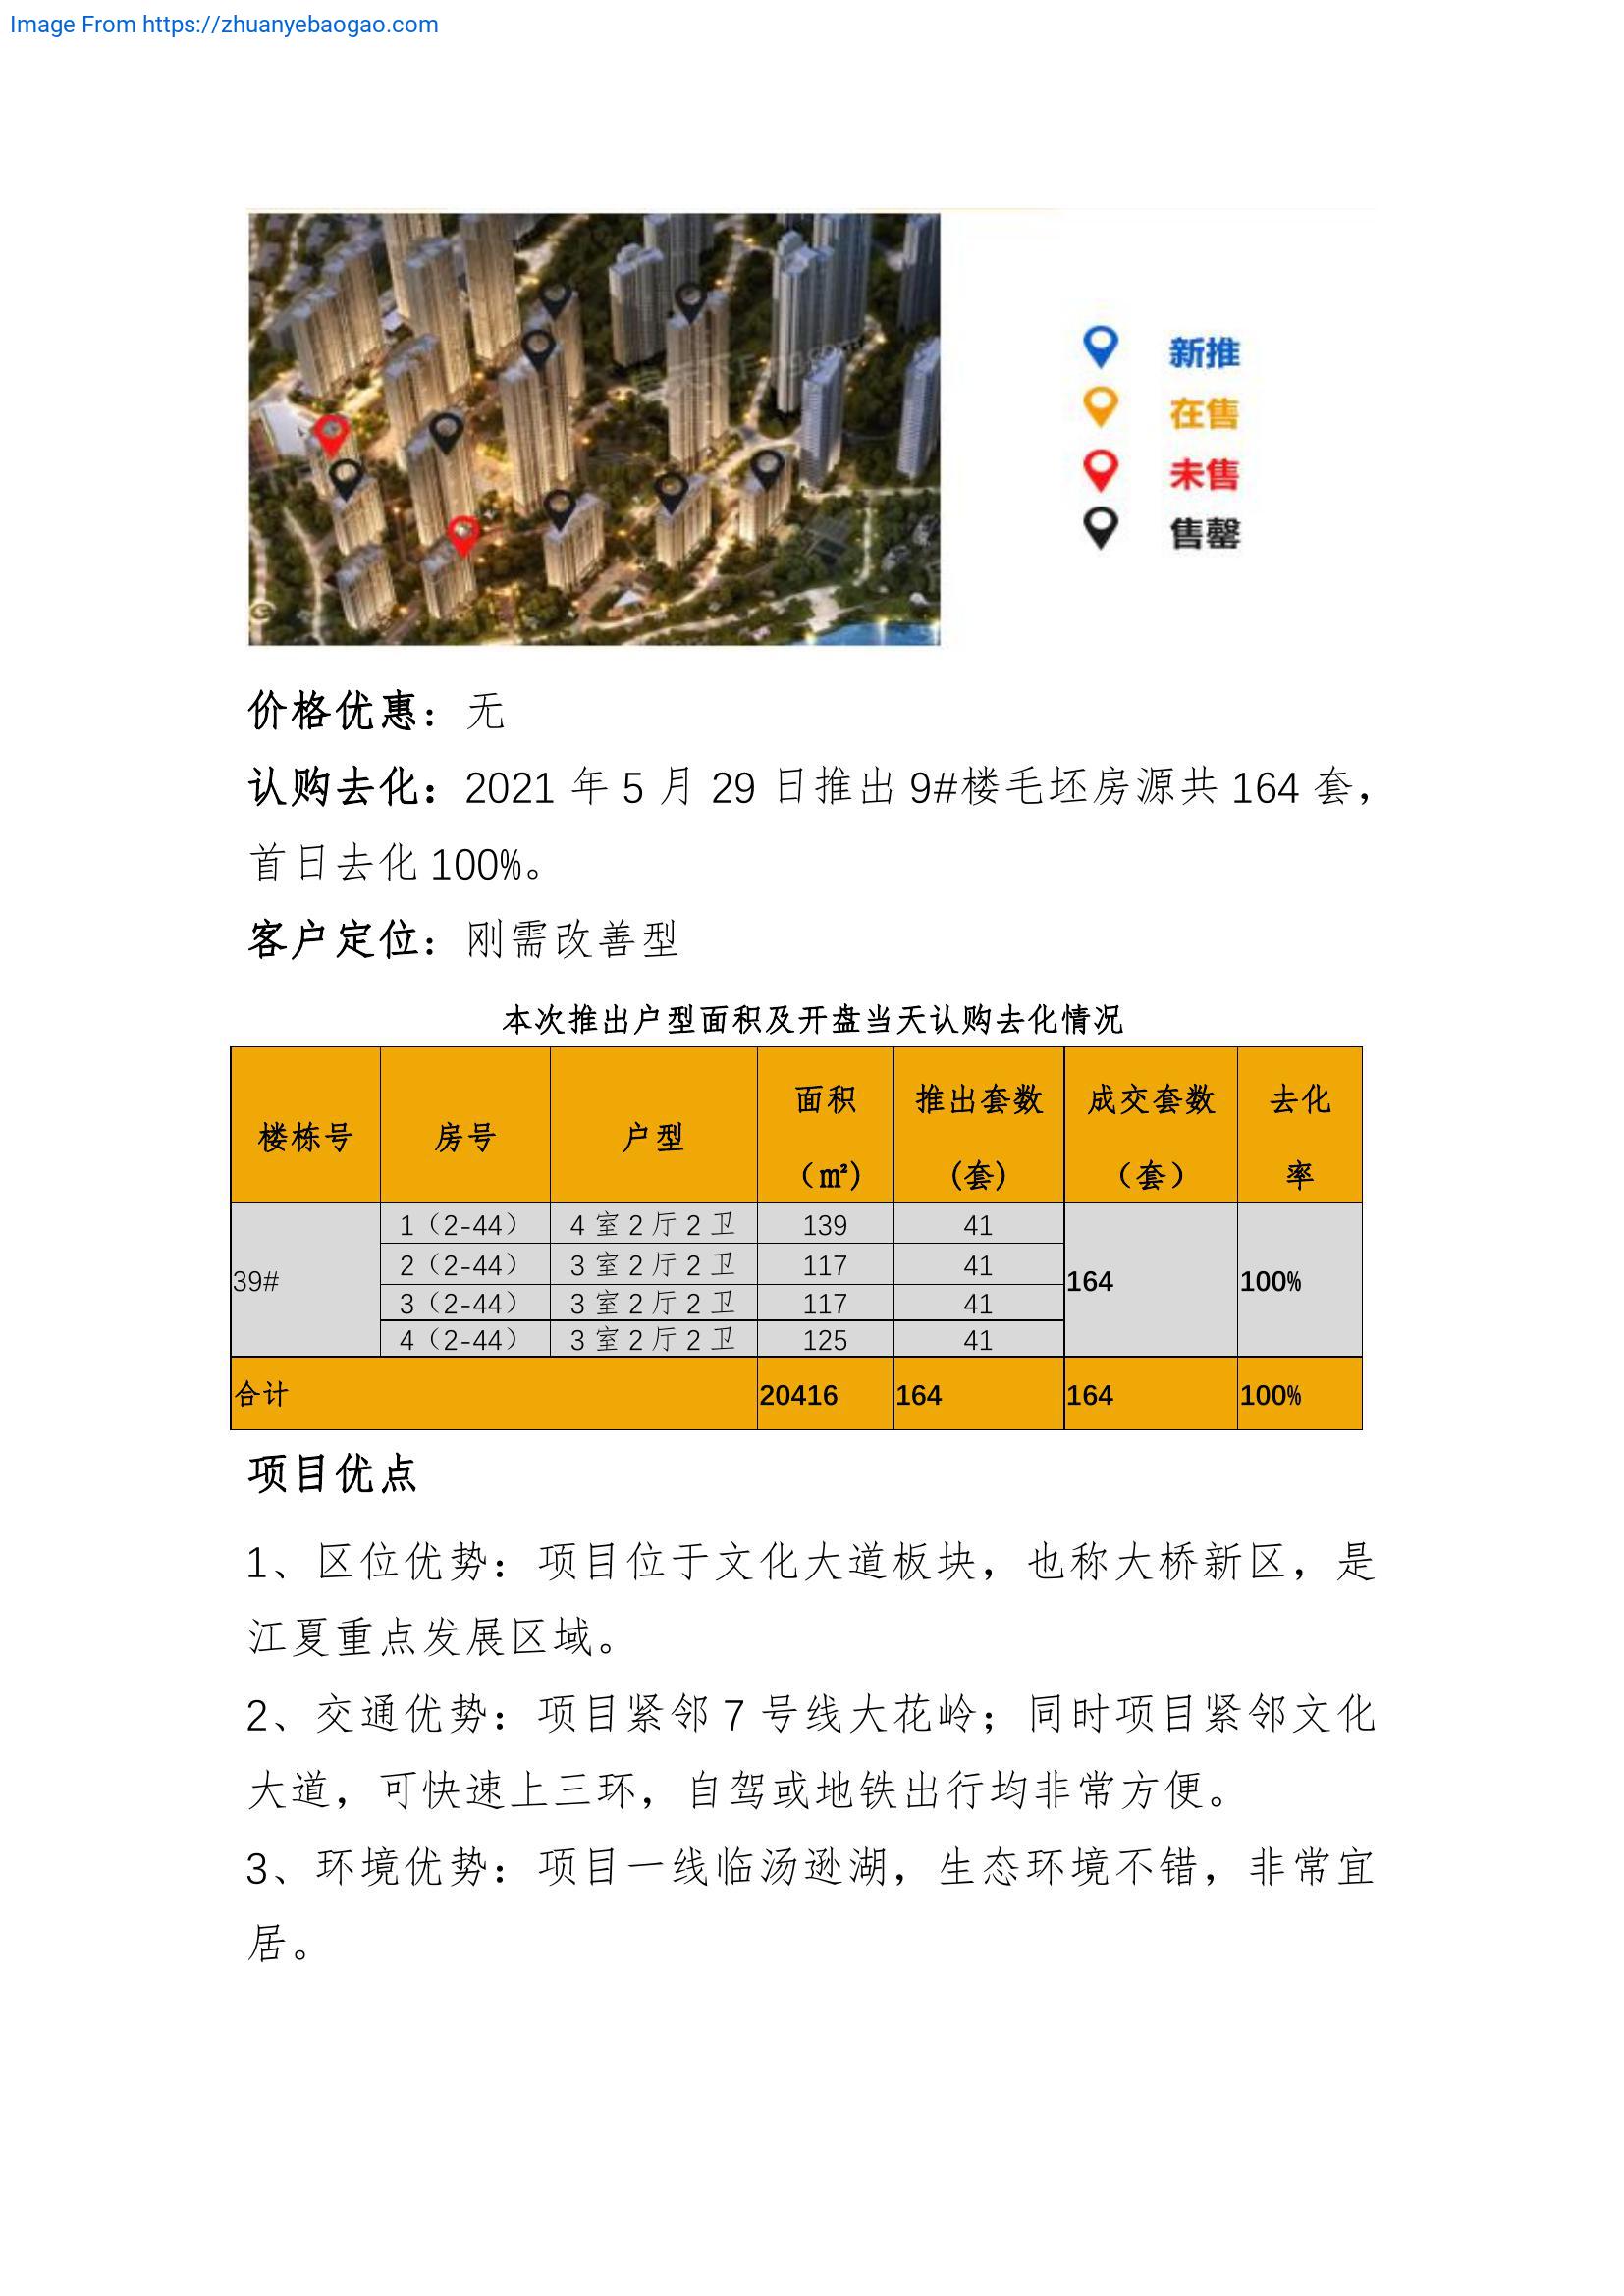 Image From https://zhuanyebaogao.com
新推
在售
未售
售罄
价格优惠：无
认购去化：2021 年 5 月 29 日推出 9#楼毛坯房源共 164 套，
首日去化 100%。
客户定位：刚需改善型
本次推出户型面积及开盘当天认购去化情况
楼栋号 房号 户型 面积（㎡） 推出套数（套） 成交套数（套） 去化率
39# 1（2-44） 4 室 2 厅 2 卫 139 41 164 100%
2（2-44） 3 室 2 厅 2 卫 117 41
3（2-44） 3 室 2 厅 2 卫 117 41
4（2-44） 3 室 2 厅 2 卫 125 41
合计 20416 164 164 100%
项目优点
1、区位优势：项目位于文化大道板块，也称大桥新区，是
江夏重点发展区域。
2、交通优势：项目紧邻 7 号线大花岭；同时项目紧邻文化
大道，可快速上三环，自驾或地铁出行均非常方便。
3、环境优势：项目一线临汤逊湖，生态环境不错，非常宜
居。